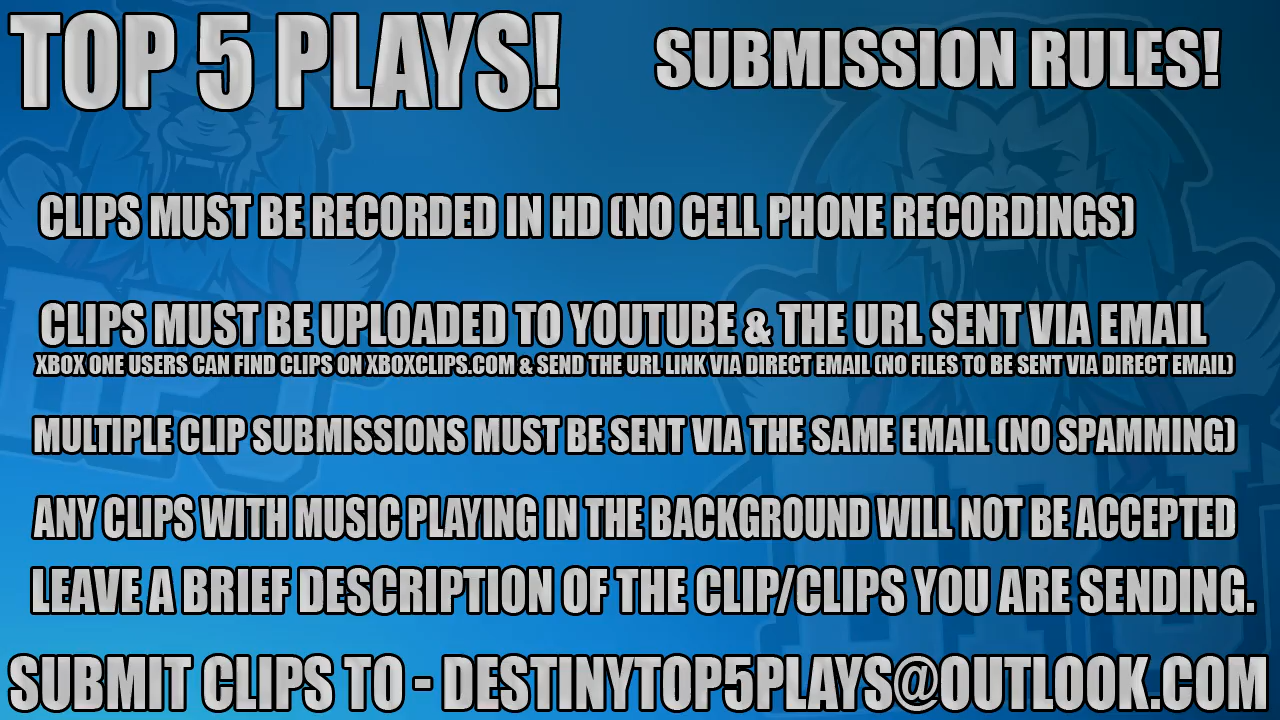 TOP 5 PLAYS!
SUBMISSION RULES!
CLIPS MUST BE RECORDED IN HD (NO CELL PHONE RECORDINGS)
CLIPS MUST BE UPLOADED TO YOUTUBE & THE URL SENT VIA EMAIL
XBOX ONE USERS CAN FIND CLIPS ON XBOXCLIPS.COM & SEND THE URL LINK VIA DIRECT EMAIL (NO FILES TO BE SENT VIA DIRECT EMAIL)
MULTIPLE CLIP SUBMISSIONS MUST BE SENT VIA THE SAME EMAIL (NO SPAMMING)
ANY CLIPS WITH MUSIC PLAYING IN THE BACKGROUND WILL NOT BE ACCEPTED
LEAVE A BRIEF DESCRIPTION OF THE CLIP/CLIPS YOU ARE SENDING.
SUBMIT CLIPS TO - DESTINYTOP5PLAYS@OUTLOOK.COM